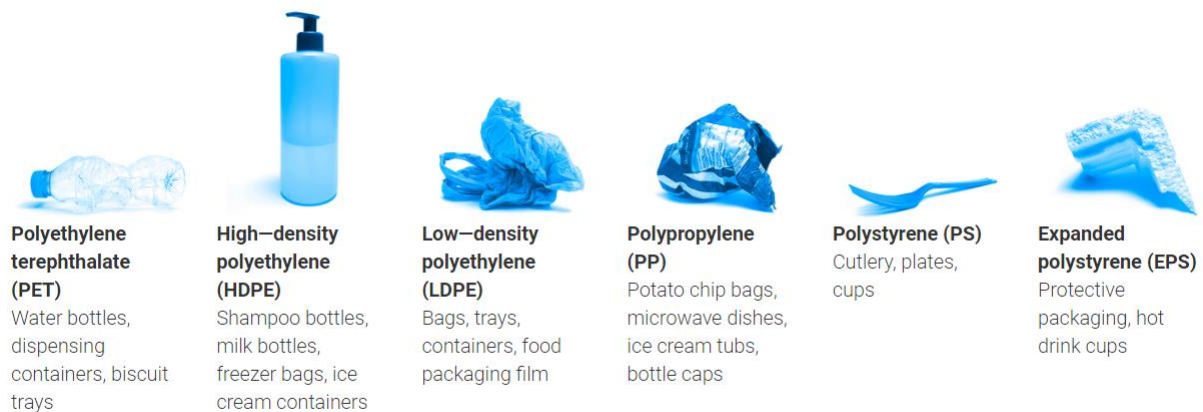 Polyethylene
terephthalate
(PET)
Water bottles,
dispensing
containers, biscuit
trays
High—density
polyethylene
(HDPE)
Shampoo bottles,
milk bottles,
freezer bags, ice
cream containers
Low—density
polyethylene
(LDPE)
Bags, trays,
containers, food
packaging film
Polypropylene
(PP)
Potato chip bags,
microwave dishes,
ice cream tubs,
bottle caps
Polystyrene (PS)
Cutlery, plates,
cups
Expanded
polystyrene (EPS)
Protective
packaging, hot
drink cups